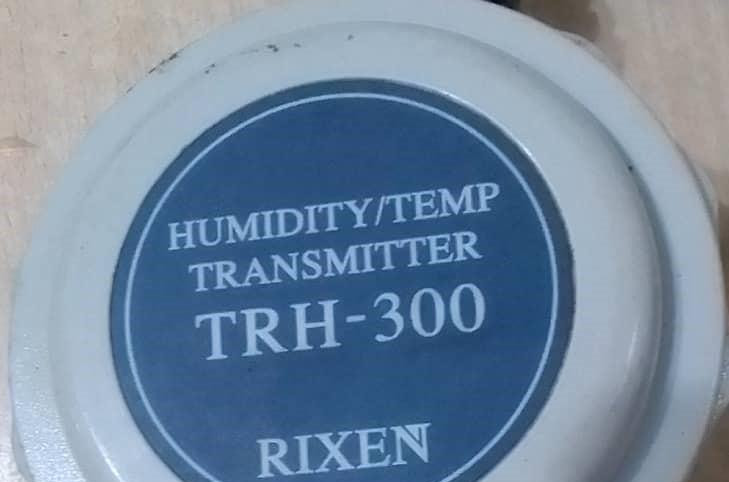 HUMIDITY/TEMP
TRANSMITTER
TRH-300
RIXEN